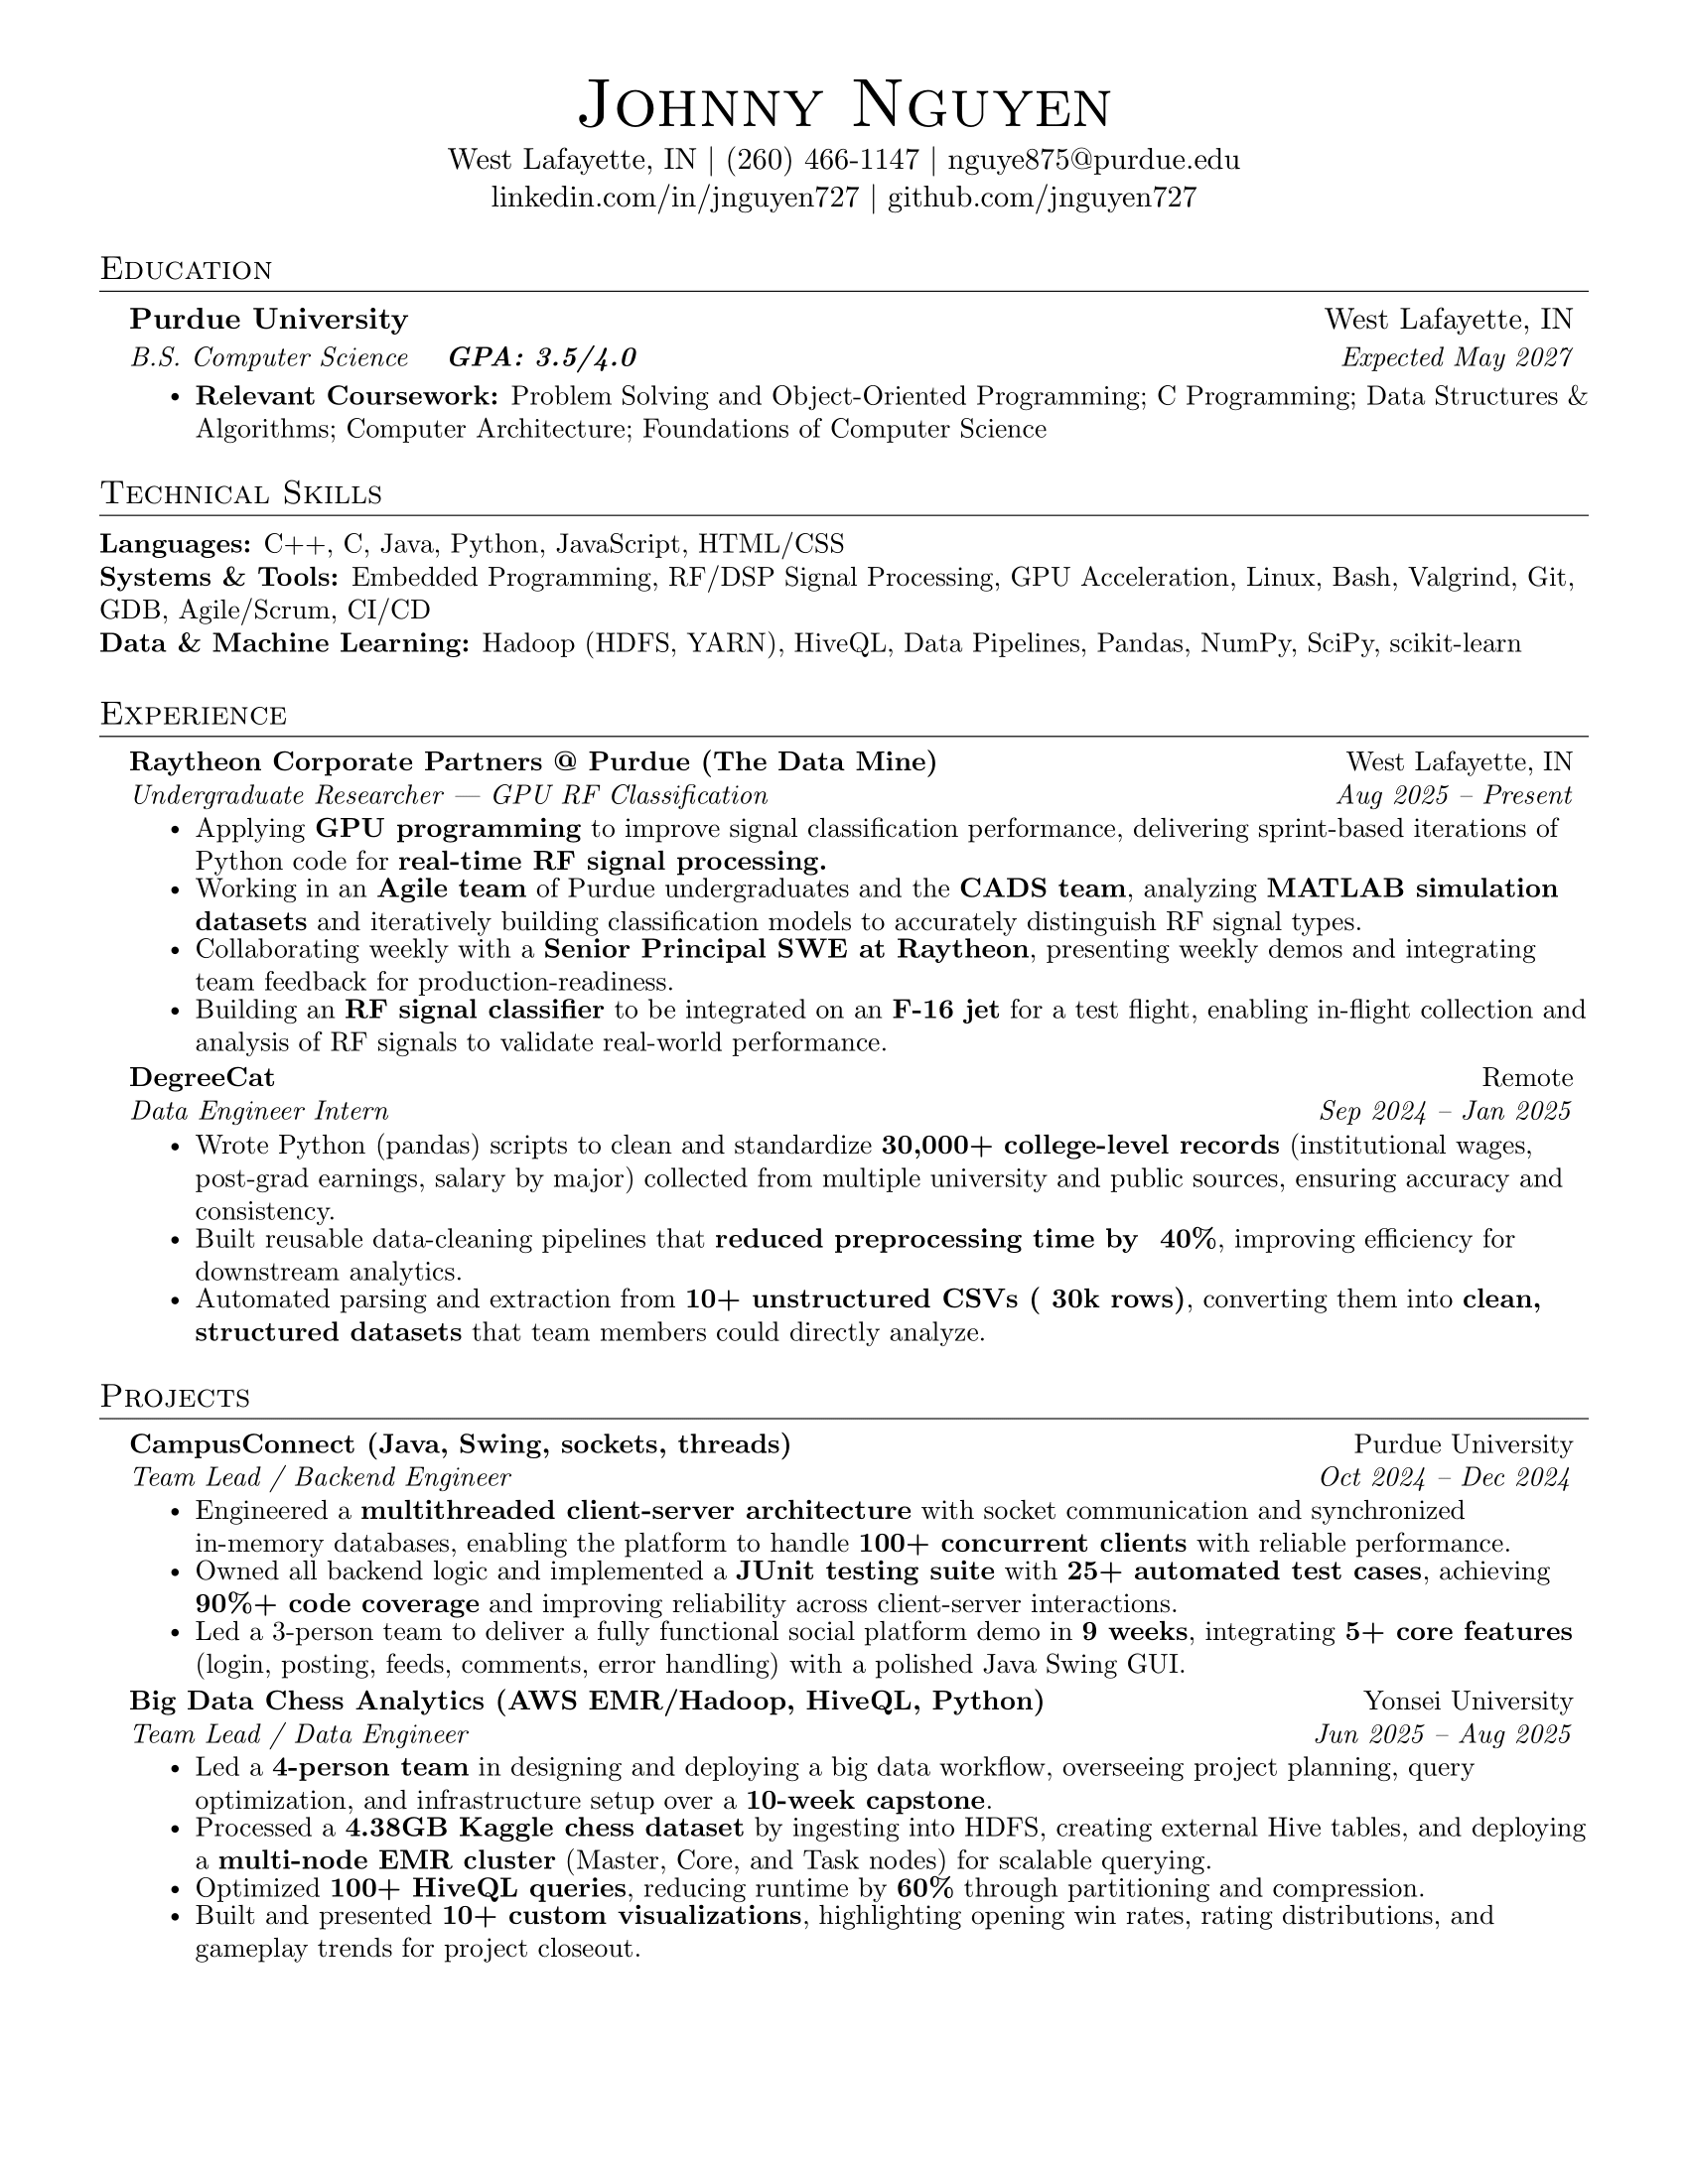 Johnny Nguyen
West Lafayette, IN | (260) 466-1147 | nguye875@purdue.edu
linkedin.com/in/jnguyen727 | github.com/jnguyen727
Education
Purdue University West Lafayette, IN
B.S. Computer Science GPA: 3.5/4.0 Expected May 2027
• Relevant Coursework: Problem Solving and Object-Oriented Programming; C Programming; Data Structures &
Algorithms; Computer Architecture; Foundations of Computer Science
Technical Skills
Languages: C++, C, Java, Python, JavaScript, HTML/CSS
Systems & Tools: Embedded Programming, RF/DSP Signal Processing, GPU Acceleration, Linux, Bash, Valgrind, Git,
GDB, Agile/Scrum, CI/CD
Data & Machine Learning: Hadoop (HDFS, YARN), HiveQL, Data Pipelines, Pandas, NumPy, SciPy, scikit-learn
Experience
Raytheon Corporate Partners @ Purdue (The Data Mine) West Lafayette, IN
Undergraduate Researcher — GPU RF Classification Aug 2025 – Present
• Applying GPU programming to improve signal classification performance, delivering sprint-based iterations of
Python code for real-time RF signal processing.
• Working in an Agile team of Purdue undergraduates and the CADS team, analyzing MATLAB simulation
datasets and iteratively building classification models to accurately distinguish RF signal types.
• Collaborating weekly with a Senior Principal SWE at Raytheon, presenting weekly demos and integrating
team feedback for production-readiness.
• Building an RF signal classifier to be integrated on an F-16 jet for a test flight, enabling in-flight collection and
analysis of RF signals to validate real-world performance.
DegreeCat Remote
Data Engineer Intern Sep 2024 – Jan 2025
• Wrote Python (pandas) scripts to clean and standardize 30,000+ college-level records (institutional wages,
post-grad earnings, salary by major) collected from multiple university and public sources, ensuring accuracy and
consistency.
• Built reusable data-cleaning pipelines that reduced preprocessing time by 40%, improving efficiency for
downstream analytics.
• Automated parsing and extraction from 10+ unstructured CSVs ( 30k rows), converting them into clean,
structured datasets that team members could directly analyze.
Projects
CampusConnect (Java, Swing, sockets, threads) Purdue University
Team Lead / Backend Engineer Oct 2024 – Dec 2024
• Engineered a multithreaded client-server architecture with socket communication and synchronized
in-memory databases, enabling the platform to handle 100+ concurrent clients with reliable performance.
• Owned all backend logic and implemented a JUnit testing suite with 25+ automated test cases, achieving
90%+ code coverage and improving reliability across client-server interactions.
• Led a 3-person team to deliver a fully functional social platform demo in 9 weeks, integrating 5+ core features
(login, posting, feeds, comments, error handling) with a polished Java Swing GUI.
Big Data Chess Analytics (AWS EMR/Hadoop, HiveQL, Python) Yonsei University
Team Lead / Data Engineer Jun 2025 – Aug 2025
• Led a 4-person team in designing and deploying a big data workflow, overseeing project planning, query
optimization, and infrastructure setup over a 10-week capstone.
• Processed a 4.38GB Kaggle chess dataset by ingesting into HDFS, creating external Hive tables, and deploying
a multi-node EMR cluster (Master, Core, and Task nodes) for scalable querying.
• Optimized 100+ HiveQL queries, reducing runtime by 60% through partitioning and compression.
• Built and presented 10+ custom visualizations, highlighting opening win rates, rating distributions, and
gameplay trends for project closeout.